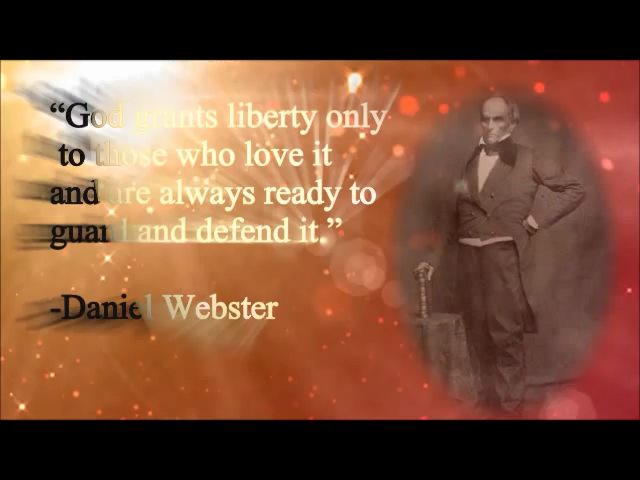 “God grants liberty only
to those who love it
and are always ready to
guard and defend it.”
-Daniel Webster